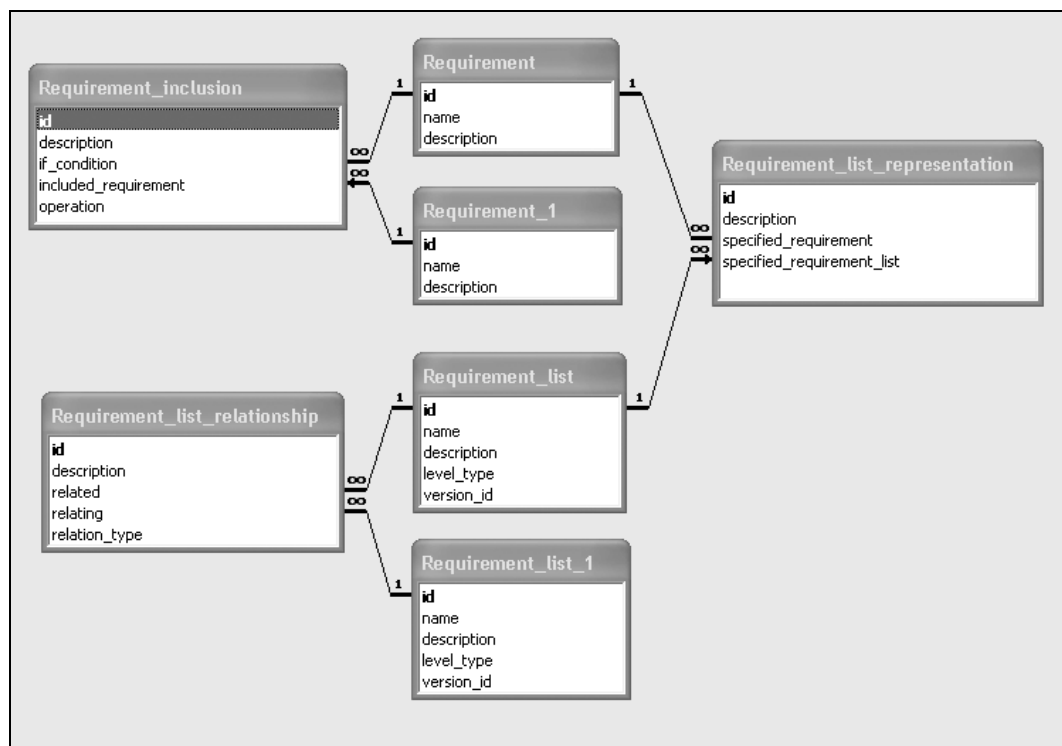 Requirement_inclusion
id
description
if_condition
included_requirement
operation
Requirement
id
name
description
Requirement_1
id
name
description
Requirement_list_representation
id
description
specified_requirement
specified_requirement_list
Requirement_list_relationship
id
description
related
relating
relation_type
Requirement_list
id
name
description
level_type
version_id
Requirement_list_1
id
name
description
level_type
version_id
1
∞
∞
1
1
∞
∞
1
1
∞
∞
1